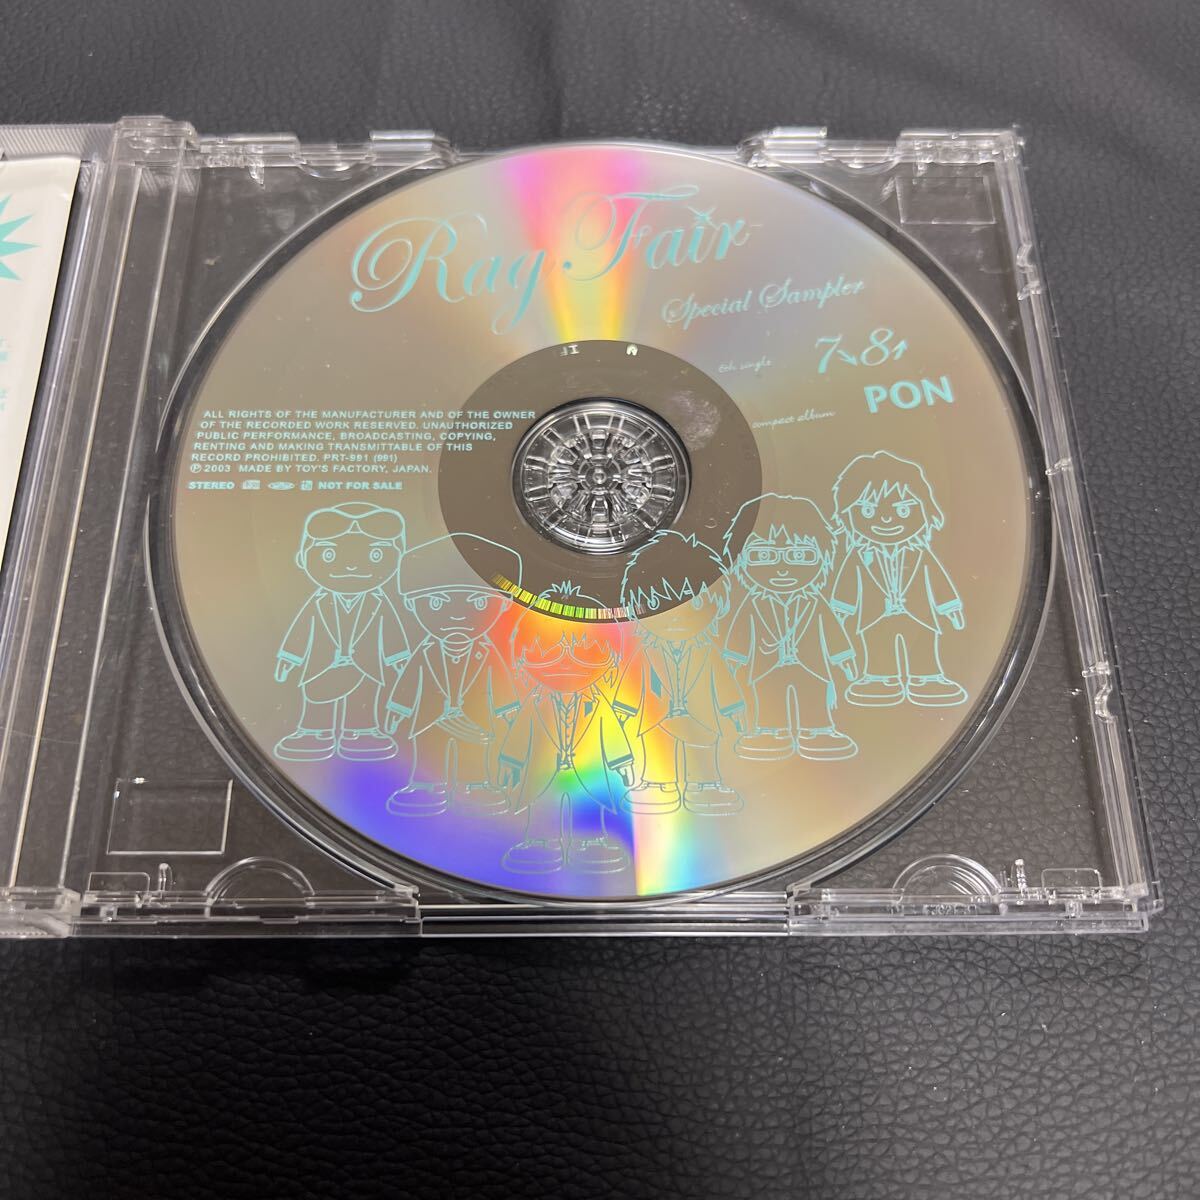 Rag Fair
Special Sampler
6th single 7↘8↗
compact album PON
ALL RIGHTS OF THE MANUFACTURER AND OF THE OWNER
OF THE RECORDED WORK RESERVED. UNAUTHORIZED
PUBLIC PERFORMANCE, BROADCASTING, COPYING,
RENTING AND MAKING TRANSMITTABLE OF THIS
RECORD PROHIBITED. PRT-991 (991)
Ⓟ 2003 MADE BY TOY'S FACTORY, JAPAN.
STEREO NOT FOR SALE